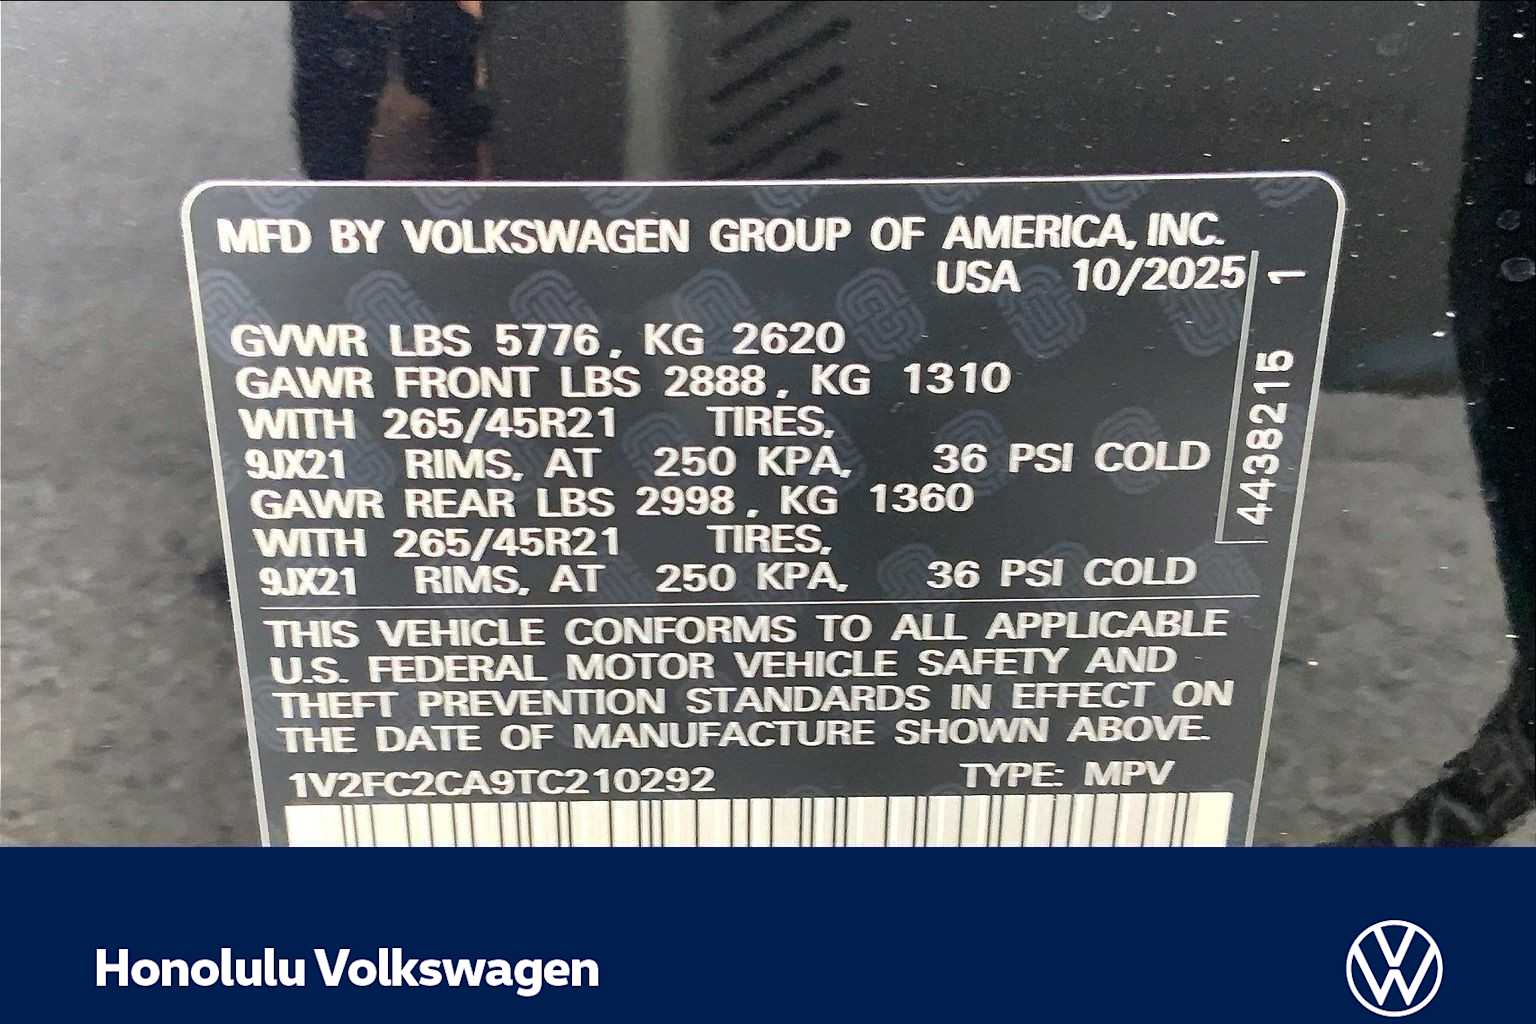 MFD BY VOLKSWAGEN GROUP OF AMERICA, INC.
USA 10/2025
GVWR LBS 5776, KG 2620
GAWR FRONT LBS 2888, KG 1310
WITH 265/45R21 TIRES,
9JX21 RIMS, AT 250 KPA, 36 PSI COLD
GAWR REAR LBS 2998, KG 1360
WITH 265/45R21 TIRES,
9JX21 RIMS, AT 250 KPA, 36 PSI COLD
4438215 1
THIS VEHICLE CONFORMS TO ALL APPLICABLE
U.S. FEDERAL MOTOR VEHICLE SAFETY AND
THEFT PREVENTION STANDARDS IN EFFECT ON
THE DATE OF MANUFACTURE SHOWN ABOVE.
1V2FC2CA9TC210292 TYPE: MPV
Honolulu Volkswagen